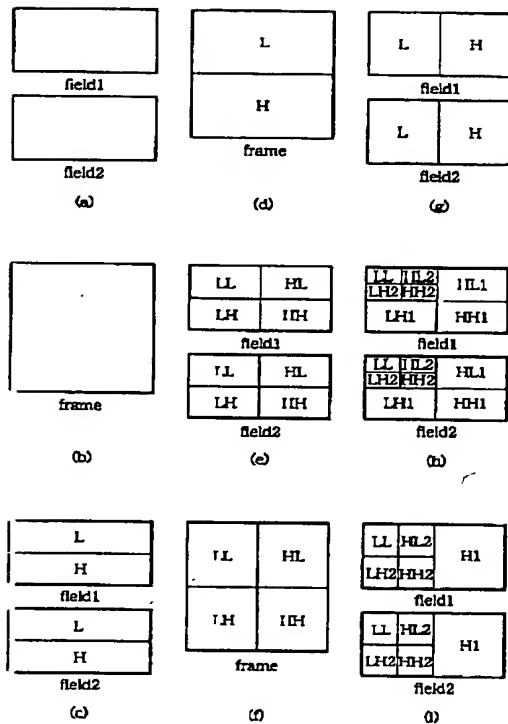 field1
field2
(a)
L
H
frame
(d)
L H
field1
L H
field2
(g)
frame
(b)
LL HL
LH HH
field1
LL HL
LH HH
field2
(e)
LL HL2 HL1
LH2 HH2
LH1 HH1
field1
LL HL2 HL1
LH2 HH2
LH1 HH1
field2
(h)
L
H
field1
L
H
field2
(c)
LL HL
LH HH
frame
(f)
LL HL2 H1
LH2 HH2
field1
LL HL2 H1
LH2 HH2
field2
(i)